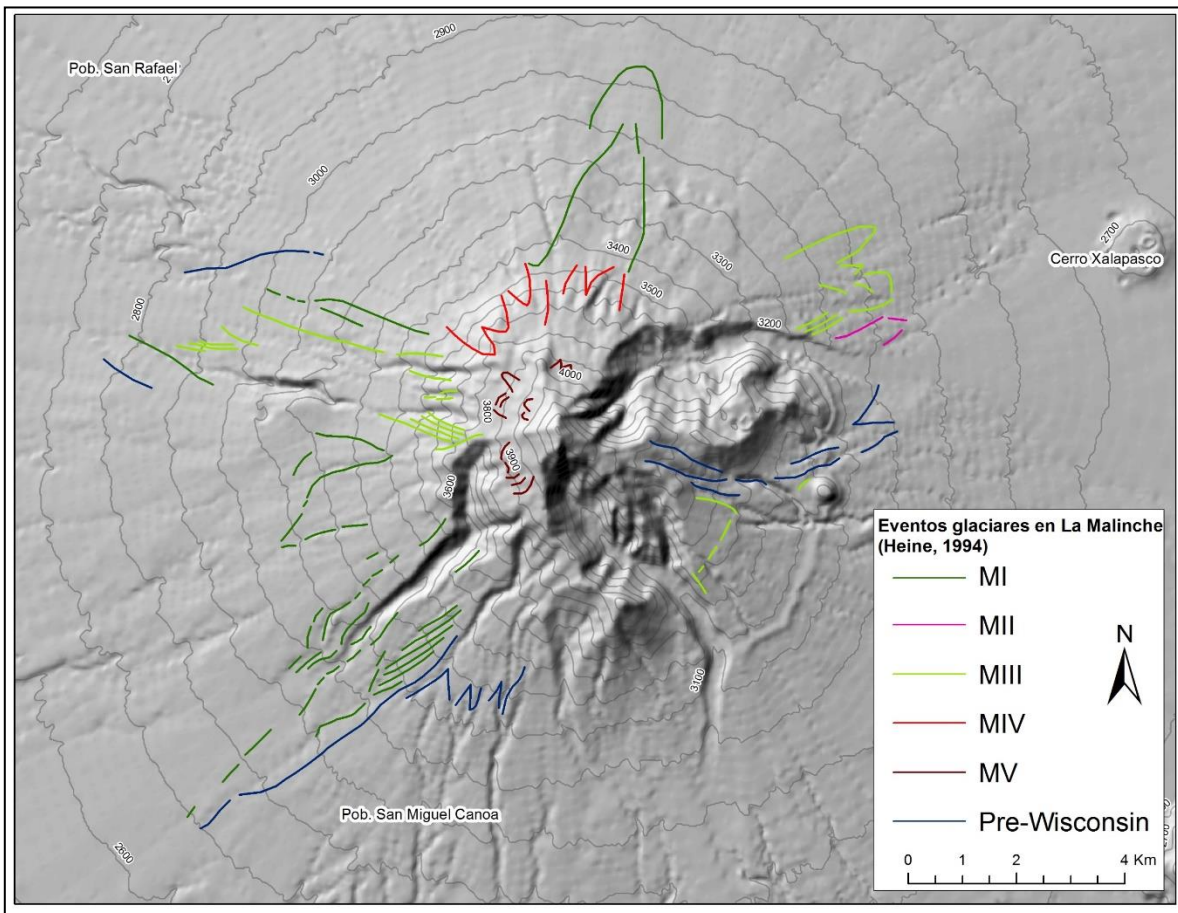 2900
Pob. San Rafael
3000
2700
3400
3300
Cerro Xalapasco
3500
2800
3200
4000
3800
3900
3600
Eventos glaciares en La Malinche
(Heine, 1994)
MI
MII
N
MIII
3100
MIV
MV
Pob. San Miguel Canoa
Pre-Wisconsin
2600
0 1 2 4 Km